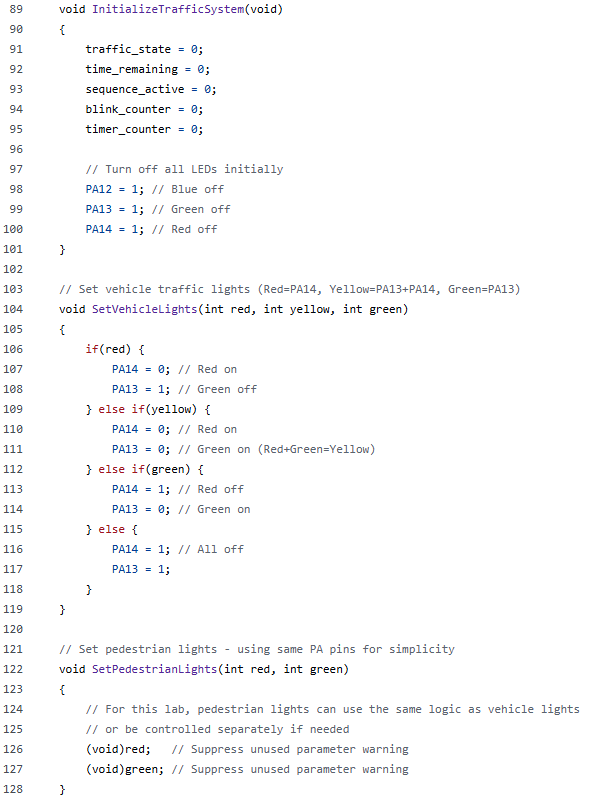 89 void InitializeTrafficSystem(void)
90 {
91 traffic_state = 0;
92 time_remaining = 0;
93 sequence_active = 0;
94 blink_counter = 0;
95 timer_counter = 0;
96
97 // Turn off all LEDs initially
98 PA12 = 1; // Blue off
99 PA13 = 1; // Green off
100 PA14 = 1; // Red off
101 }
102
103 // Set vehicle traffic lights (Red=PA14, Yellow=PA13+PA14, Green=PA13)
104 void SetVehicleLights(int red, int yellow, int green)
105 {
106 if(red) {
107 PA14 = 0; // Red on
108 PA13 = 1; // Green off
109 } else if(yellow) {
110 PA14 = 0; // Red on
111 PA13 = 0; // Green on (Red+Green=Yellow)
112 } else if(green) {
113 PA14 = 1; // Red off
114 PA13 = 0; // Green on
115 } else {
116 PA14 = 1; // All off
117 PA13 = 1;
118 }
119 }
120
121 // Set pedestrian lights - using same PA pins for simplicity
122 void SetPedestrianLights(int red, int green)
123 {
124 // For this lab, pedestrian lights can use the same logic as vehicle lights
125 // or be controlled separately if needed
126 (void)red; // Suppress unused parameter warning
127 (void)green; // Suppress unused parameter warning
128 }